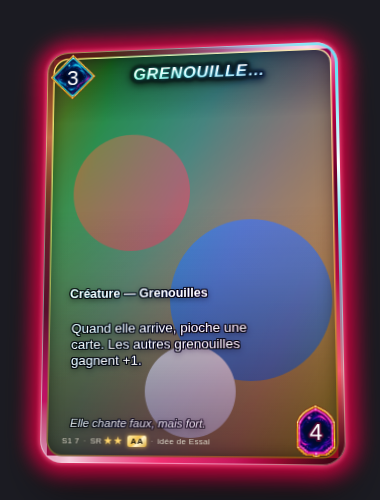 3
GRENOUILLE…
Créature — Grenouilles
Quand elle arrive, pioche une
carte. Les autres grenouilles
gagnent +1.
Elle chante faux, mais fort.
S1 7 · SR ★★ AA · Idée de Essai
4